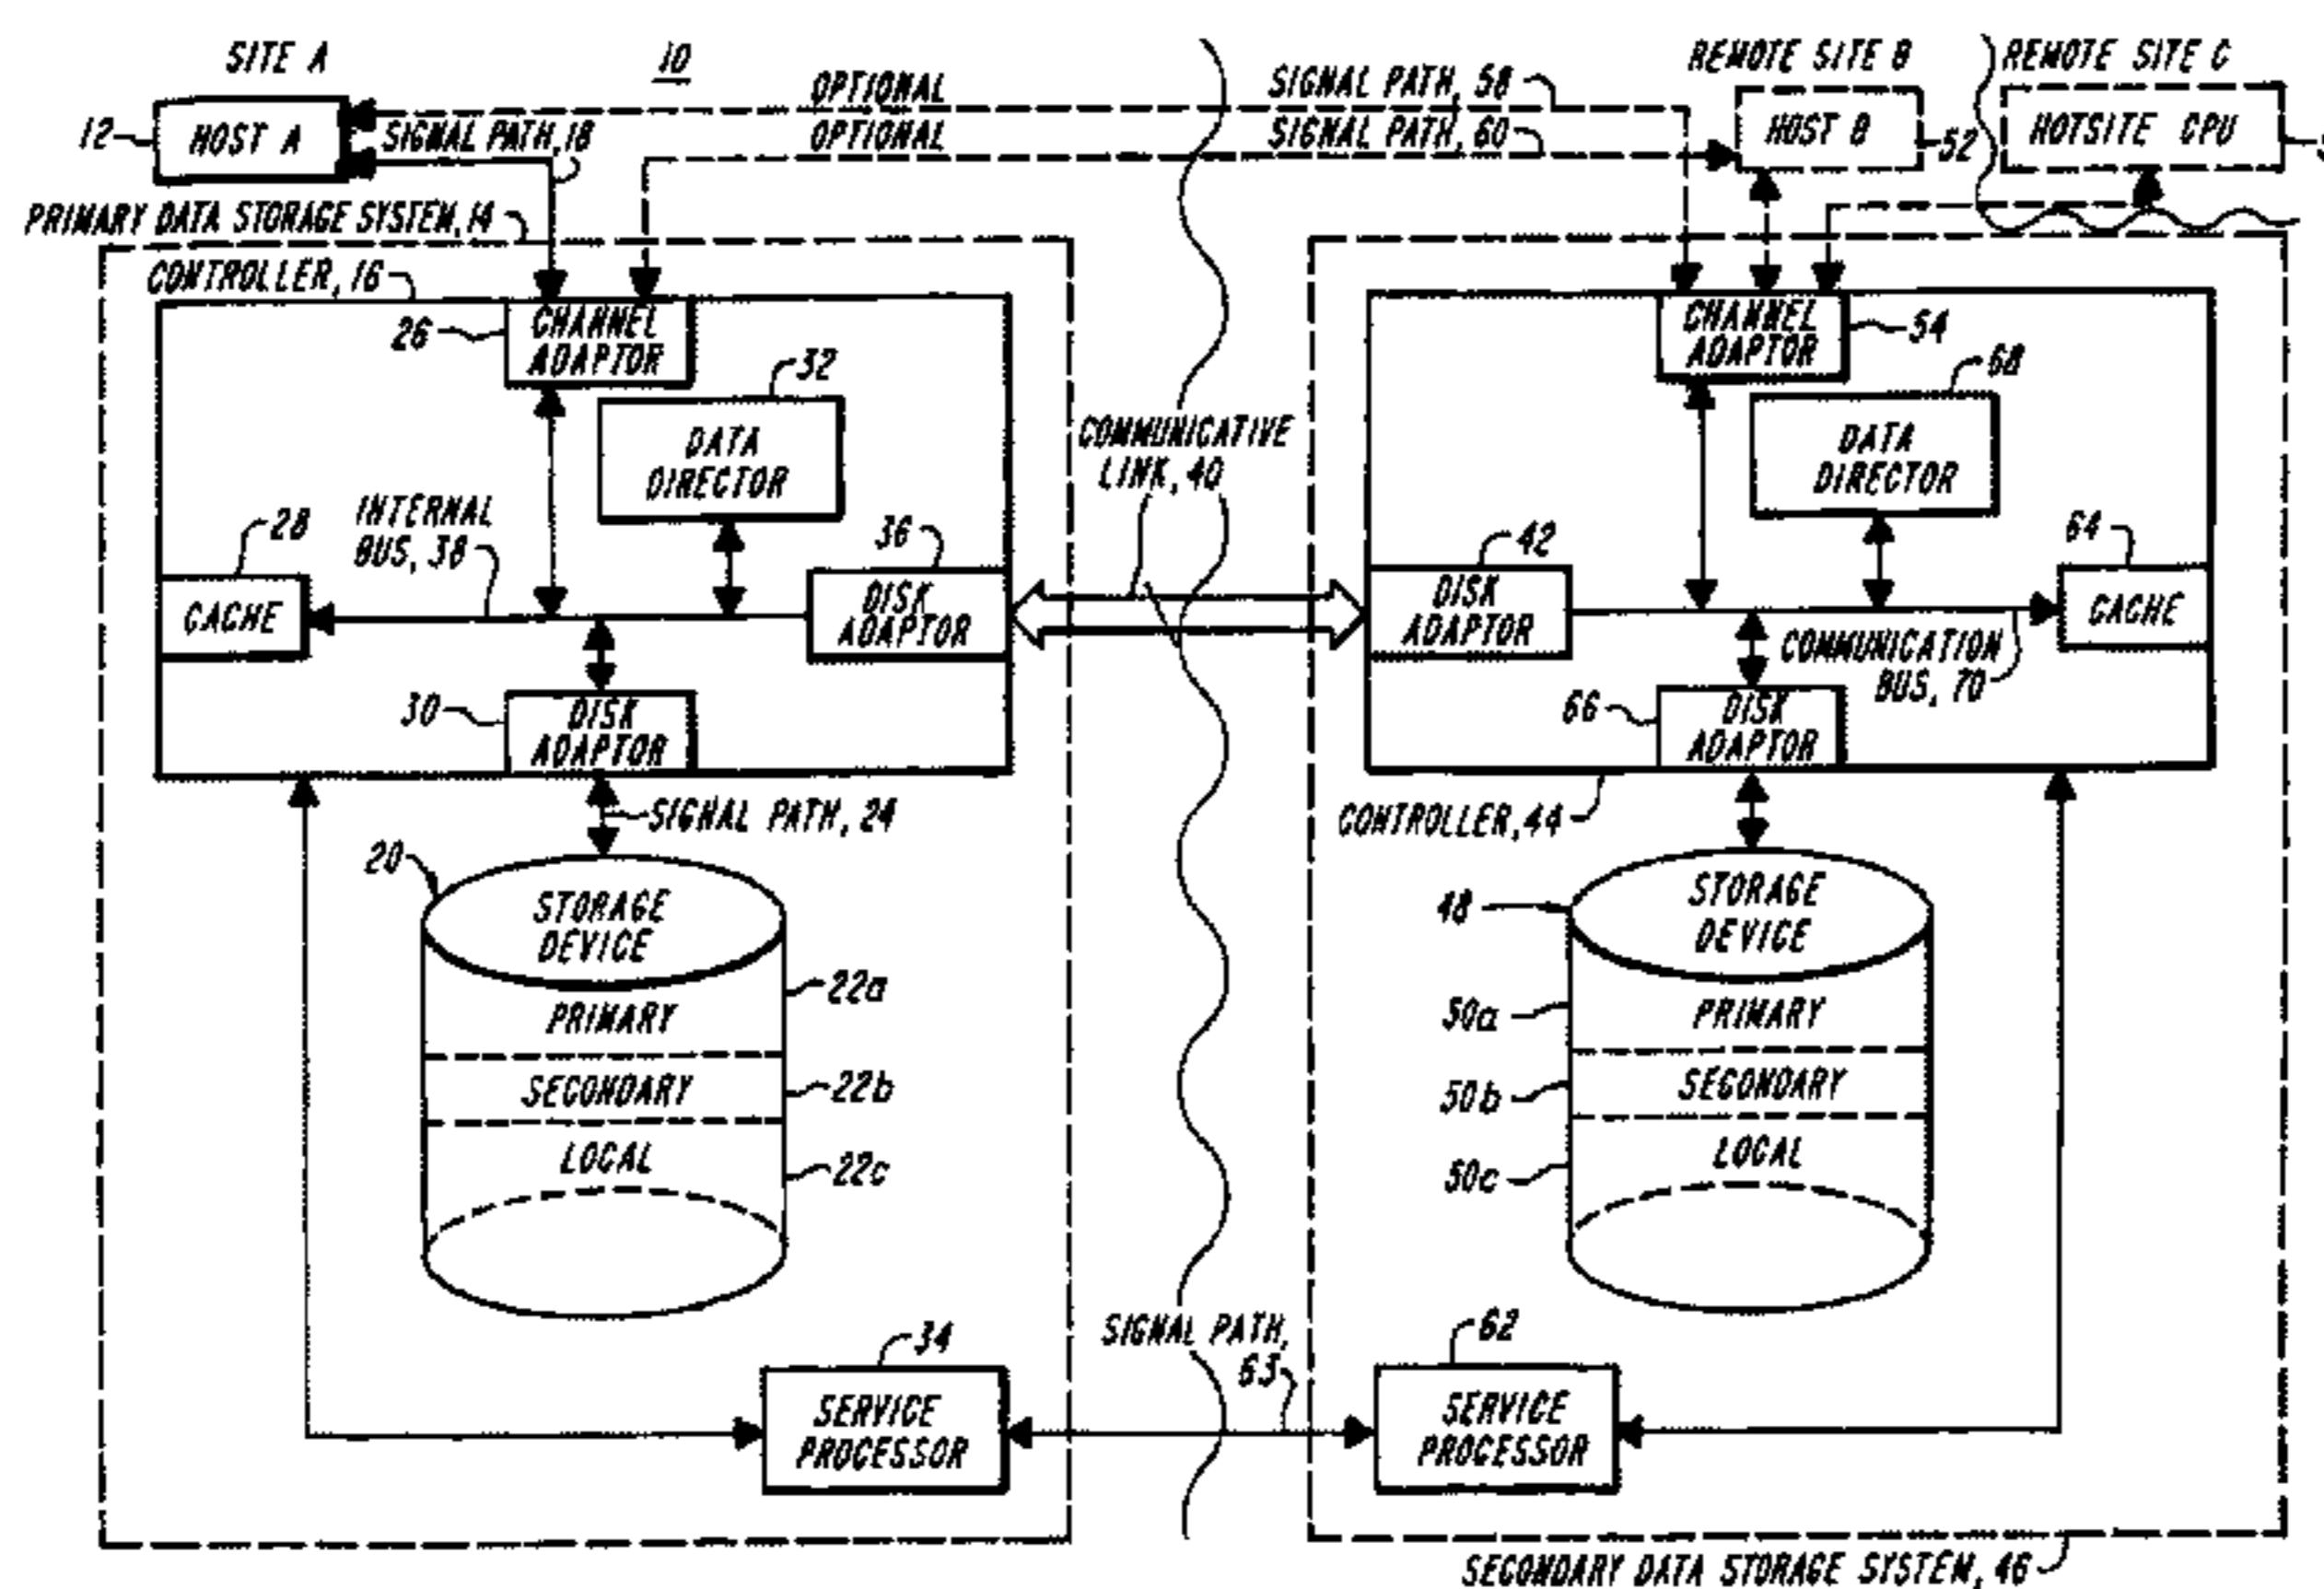 SITE A
10
REMOTE SITE B
REMOTE SITE C
OPTIONAL
SIGNAL PATH, 58
12
HOST A
SIGNAL PATH, 18
OPTIONAL
SIGNAL PATH, 60
HOST B
52
HOTSITE CPU
PRIMARY DATA STORAGE SYSTEM, 14
CONTROLLER, 16
26
CHANNEL
ADAPTOR
32
DATA
DIRECTOR
28
CACHE
INTERNAL
BUS, 38
36
DISK
ADAPTOR
30
DISK
ADAPTOR
SIGNAL PATH, 24
20
STORAGE
DEVICE
PRIMARY
22a
SECONDARY
22b
LOCAL
22c
34
SERVICE
PROCESSOR
COMMUNICATIVE
LINK, 40
SIGNAL PATH,
63
CHANNEL
ADAPTOR
54
68
DATA
DIRECTOR
42
DISK
ADAPTOR
64
CACHE
COMMUNICATION
BUS, 70
66
DISK
ADAPTOR
CONTROLLER, 44
48
STORAGE
DEVICE
50a
PRIMARY
50b
SECONDARY
50c
LOCAL
62
SERVICE
PROCESSOR
SECONDARY DATA STORAGE SYSTEM, 46